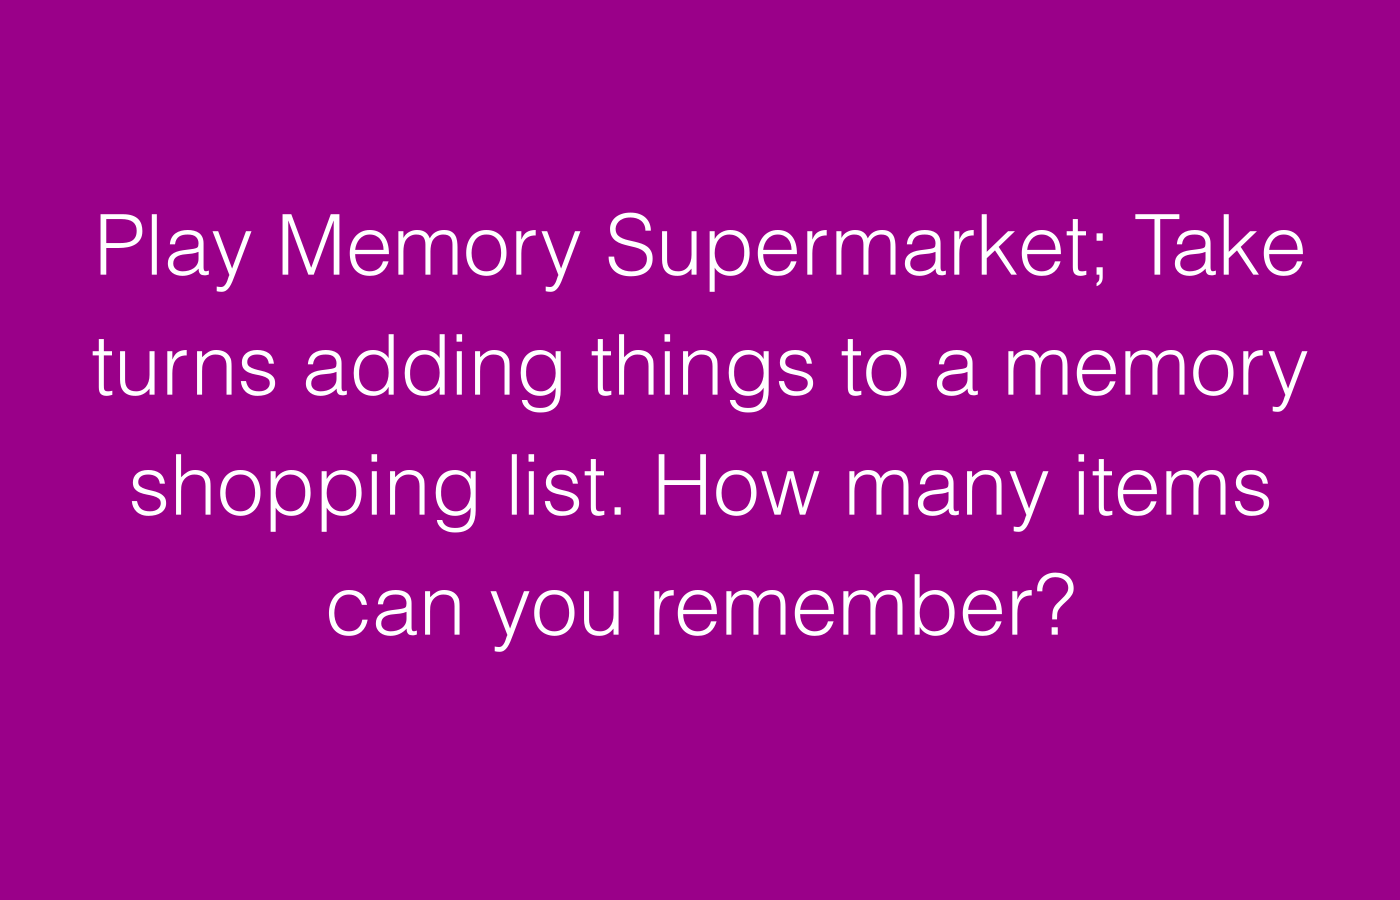 Play Memory Supermarket; Take
turns adding things to a memory
shopping list. How many items
can you remember?